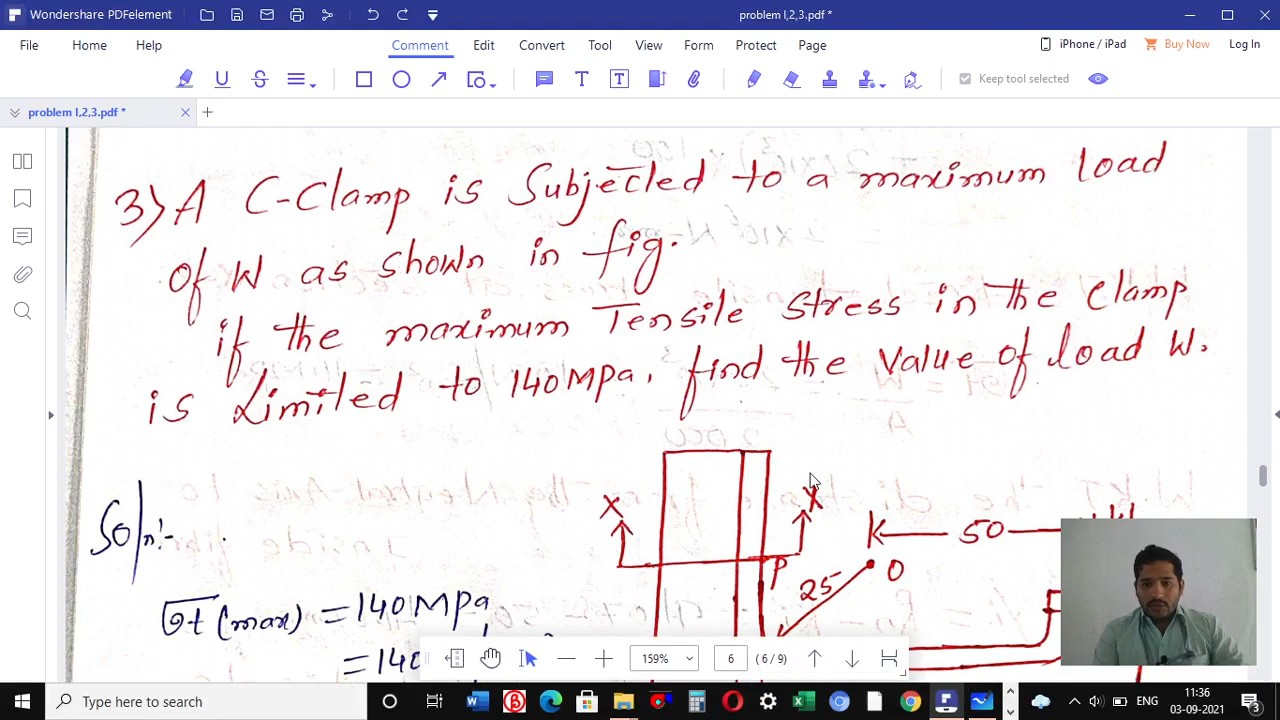 Wondershare PDFelement
problem I,2,3.pdf *
File Home Help Comment Edit Convert Tool View Form Protect Page iPhone / iPad Buy Now Log In
Keep tool selected
problem I,2,3.pdf *
3) A C-Clamp is Subjected to a maximum load
of W as shown in fig.
if the maximum Tensile Stress in the Clamp
is Limited to 140MPa, find the Value of load W.
X X 50
Soln:-
P 25 O
σt (max) = 140MPa
= 140
159% 6 (6/9)
Type here to search
ENG 11:36
03-09-2021
3